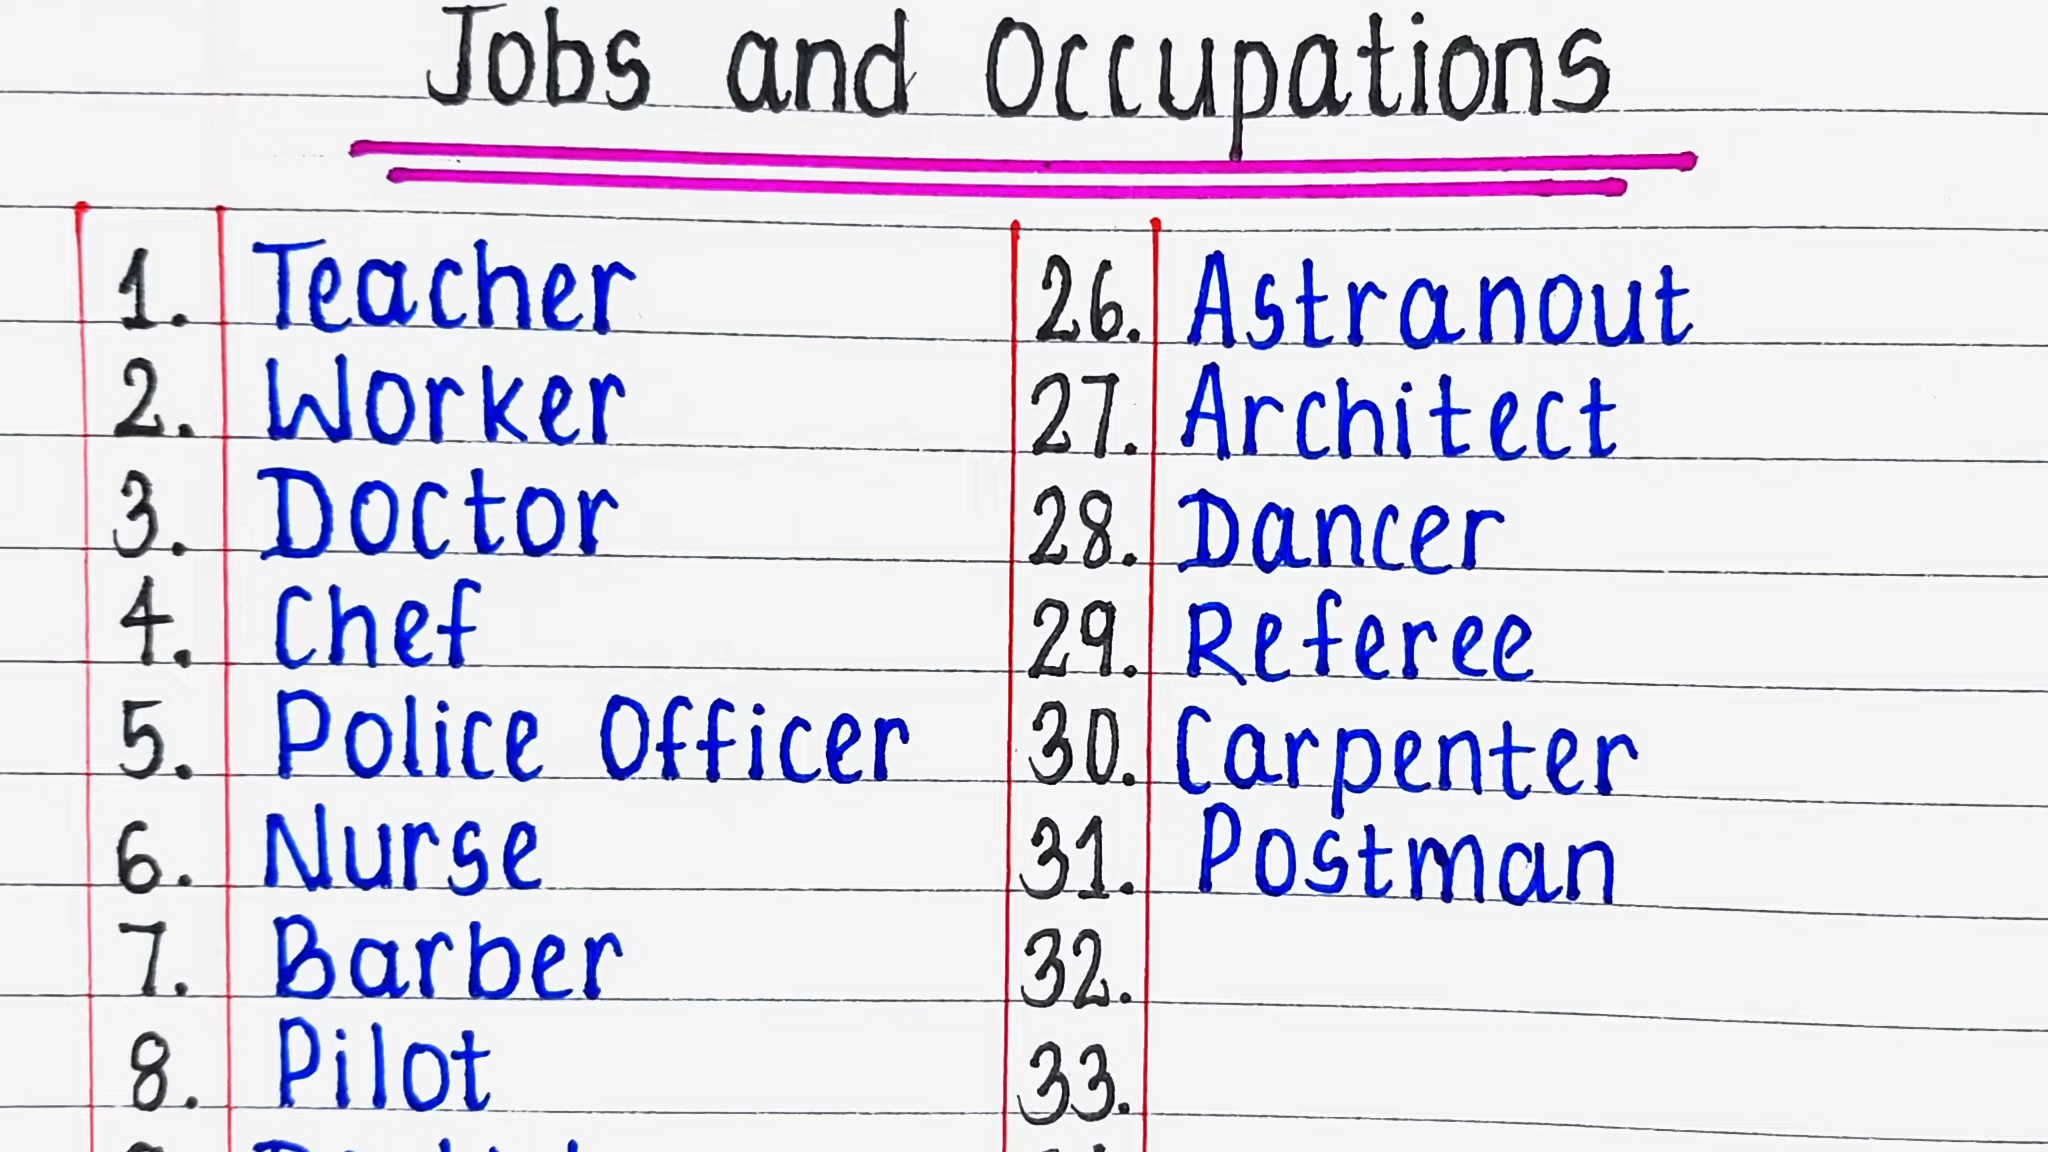 Jobs and Occupations
1. Teacher
2. Worker
3. Doctor
4. Chef
5. Police Officer
6. Nurse
7. Barber
8. Pilot
26. Astranout
27. Architect
28. Dancer
29. Referee
30. Carpenter
31. Postman
32.
33.